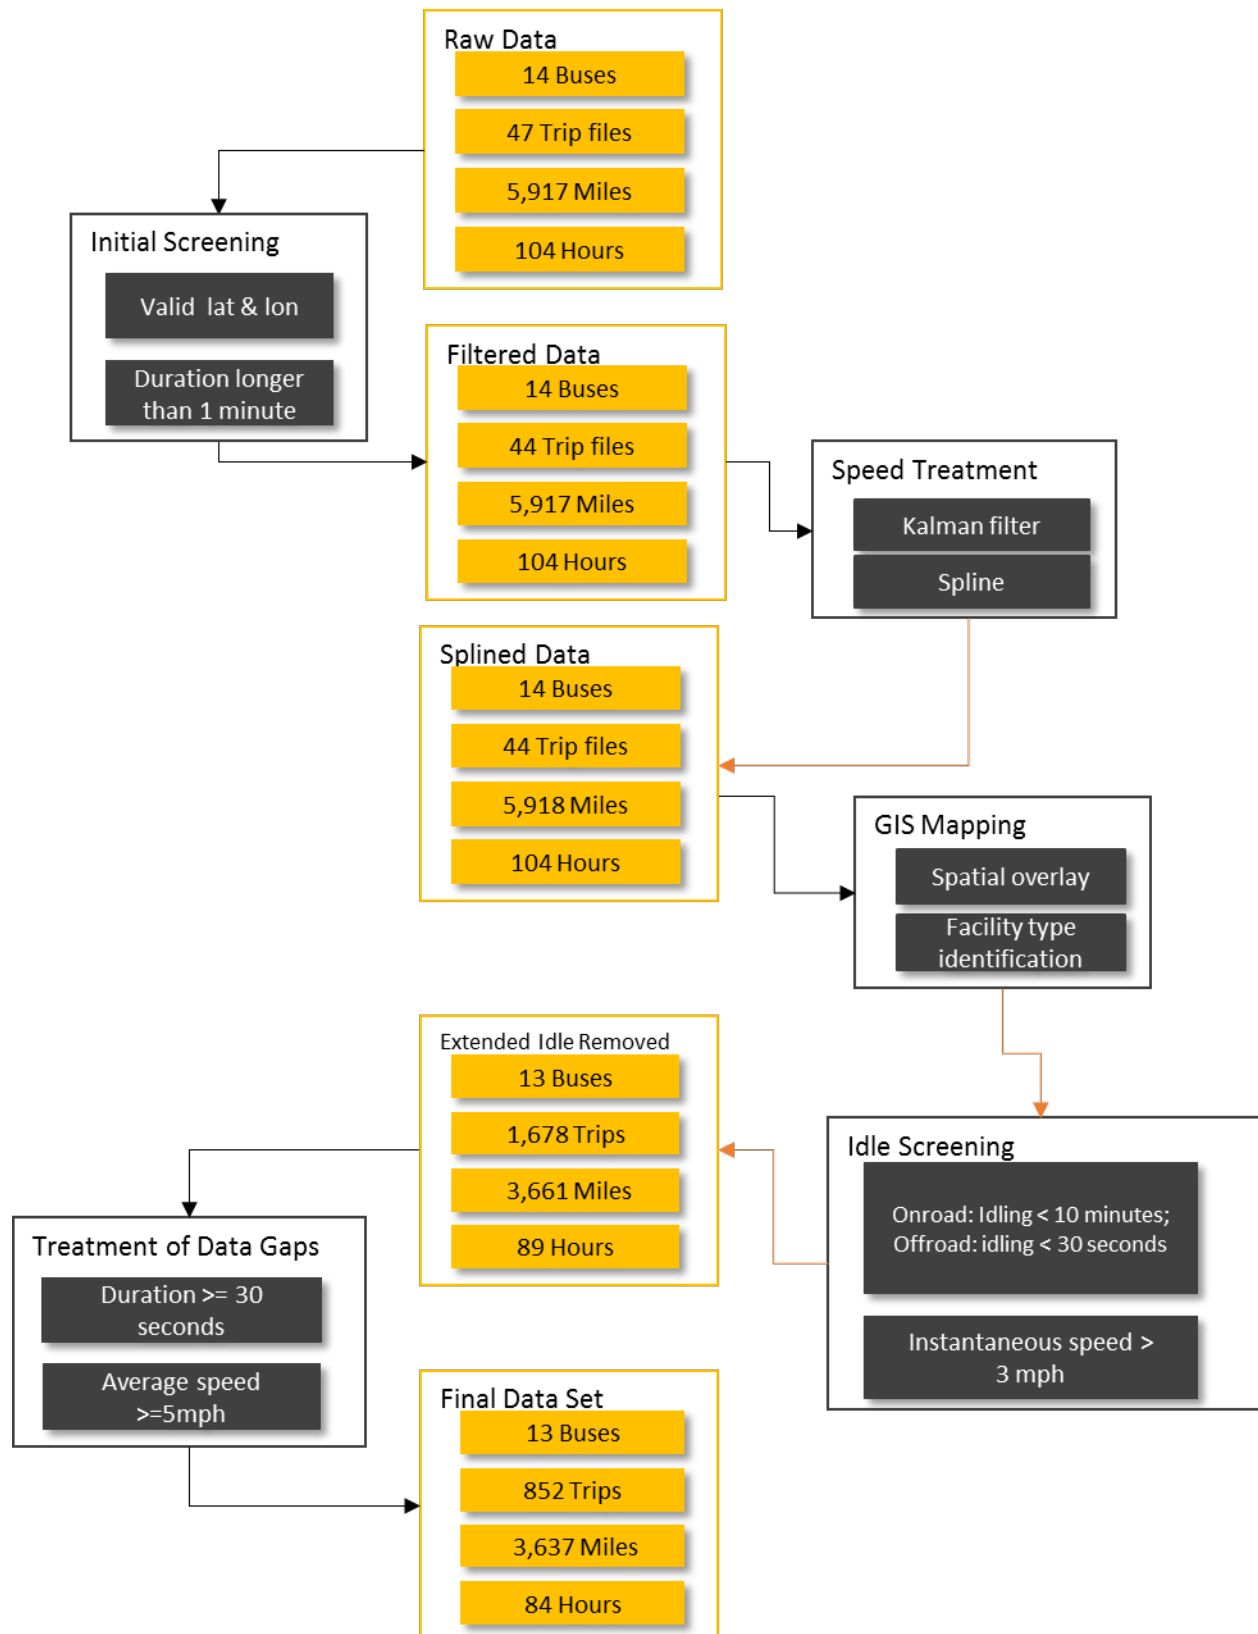 Raw Data
14 Buses
47 Trip files
5,917 Miles
104 Hours
Initial Screening
Valid lat & lon
Duration longer
than 1 minute
Filtered Data
14 Buses
44 Trip files
5,917 Miles
104 Hours
Speed Treatment
Kalman filter
Spline
Splined Data
14 Buses
44 Trip files
5,918 Miles
104 Hours
GIS Mapping
Spatial overlay
Facility type
identification
Idle Screening
Onroad: Idling < 10 minutes;
Offroad: idling < 30 seconds
Instantaneous speed >
3 mph
Extended Idle Removed
13 Buses
1,678 Trips
3,661 Miles
89 Hours
Treatment of Data Gaps
Duration >= 30
seconds
Average speed
>=5mph
Final Data Set
13 Buses
852 Trips
3,637 Miles
84 Hours